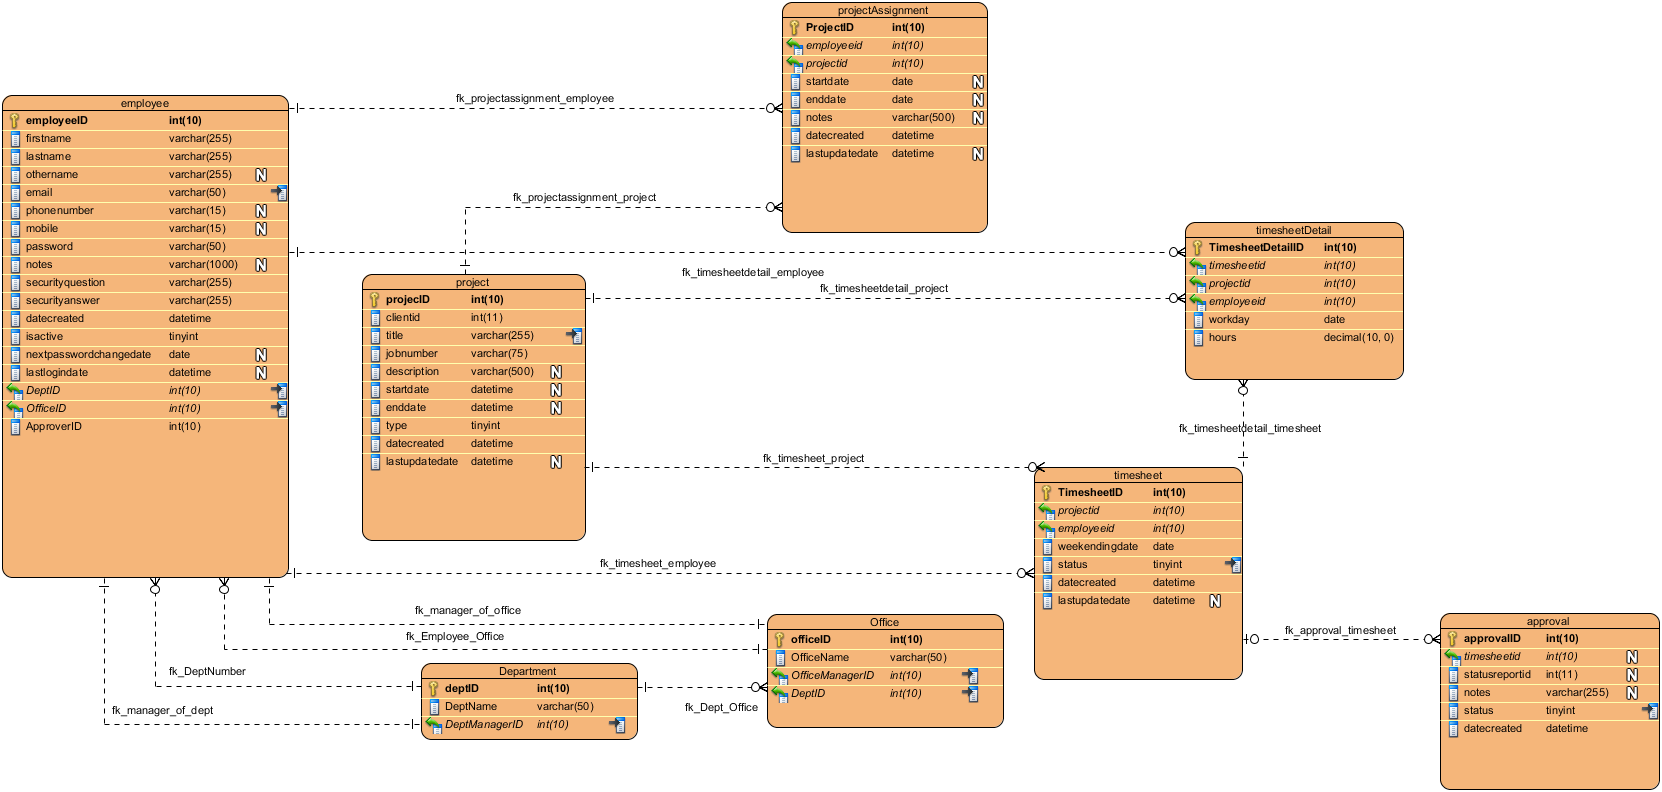 projectAssignment
ProjectID int(10)
employeeid int(10)
projectid int(10)
startdate date N
enddate date N
notes varchar(500) N
datecreated datetime
lastupdatedate datetime N
fk_projectassignment_employee
employee
employeeID int(10)
firstname varchar(255)
lastname varchar(255)
othername varchar(255) N
email varchar(50)
phonenumber varchar(15) N
mobile varchar(15) N
password varchar(50)
notes varchar(1000) N
securityquestion varchar(255)
securityanswer varchar(255)
datecreated datetime
isactive tinyint
nextpasswordchangedate date N
lastlogindate datetime N
DeptID int(10)
OfficeID int(10)
ApproverID int(10)
fk_projectassignment_project
timesheetDetail
TimesheetDetailID int(10)
timesheetid int(10)
projectid int(10)
employeeid int(10)
workday date
hours decimal(10, 0)
fk_timesheetdetail_employee
fk_timesheetdetail_project
project
projecID int(10)
clientid int(11)
title varchar(255)
jobnumber varchar(75)
description varchar(500) N
startdate datetime N
enddate datetime N
type tinyint
datecreated datetime
lastupdatedate datetime N
fk_timesheetdetail_timesheet
fk_timesheet_project
timesheet
TimesheetID int(10)
projectid int(10)
employeeid int(10)
weekendingdate date
status tinyint
datecreated datetime
lastupdatedate datetime N
fk_timesheet_employee
fk_manager_of_office
fk_Employee_Office
Office
officeID int(10)
OfficeName varchar(50)
OfficeManagerID int(10)
DeptID int(10)
fk_approval_timesheet
approval
approvalID int(10)
timesheetid int(10) N
statusreportid int(11) N
notes varchar(255) N
status tinyint
datecreated datetime
fk_DeptNumber
Department
deptID int(10)
DeptName varchar(50)
DeptManagerID int(10)
fk_Dept_Office
fk_manager_of_dept